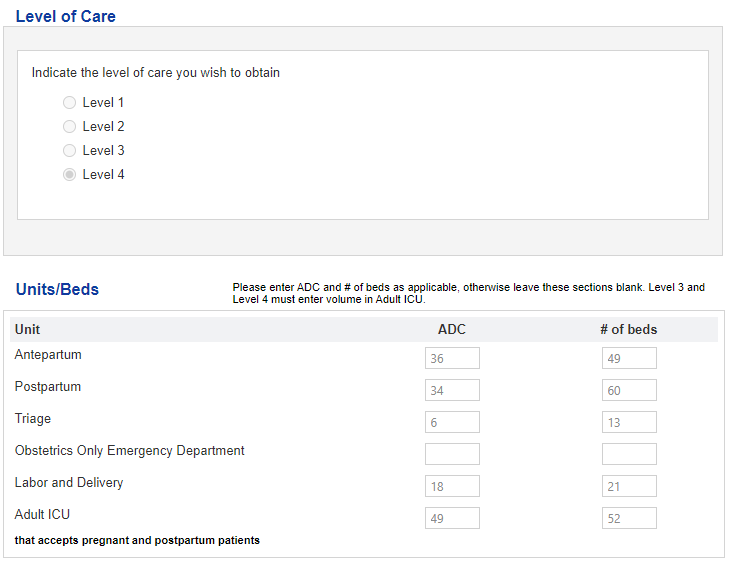 Level of Care
Indicate the level of care you wish to obtain
Level 1
Level 2
Level 3
Level 4
Units/Beds
Please enter ADC and # of beds as applicable, otherwise leave these sections blank. Level 3 and
Level 4 must enter volume in Adult ICU.
Unit ADC # of beds
Antepartum 36 49
Postpartum 34 60
Triage 6 13
Obstetrics Only Emergency Department
Labor and Delivery 18 21
Adult ICU 49 52
that accepts pregnant and postpartum patients